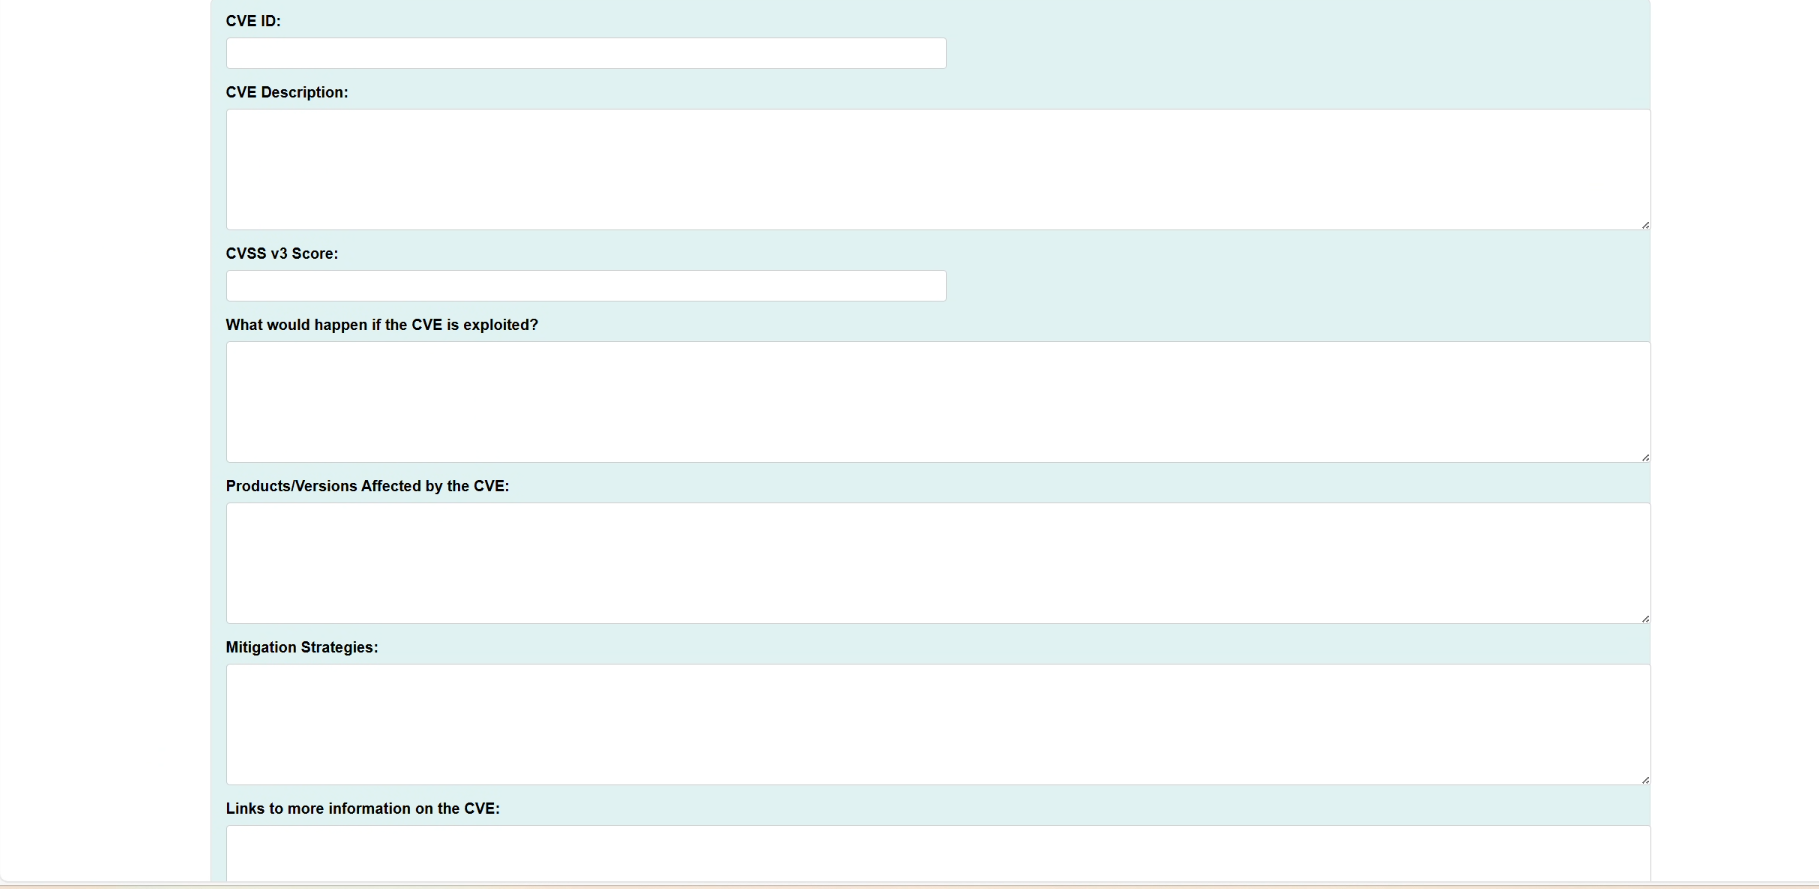 CVE ID:
CVE Description:
CVSS v3 Score:
What would happen if the CVE is exploited?
Products/Versions Affected by the CVE:
Mitigation Strategies:
Links to more information on the CVE: